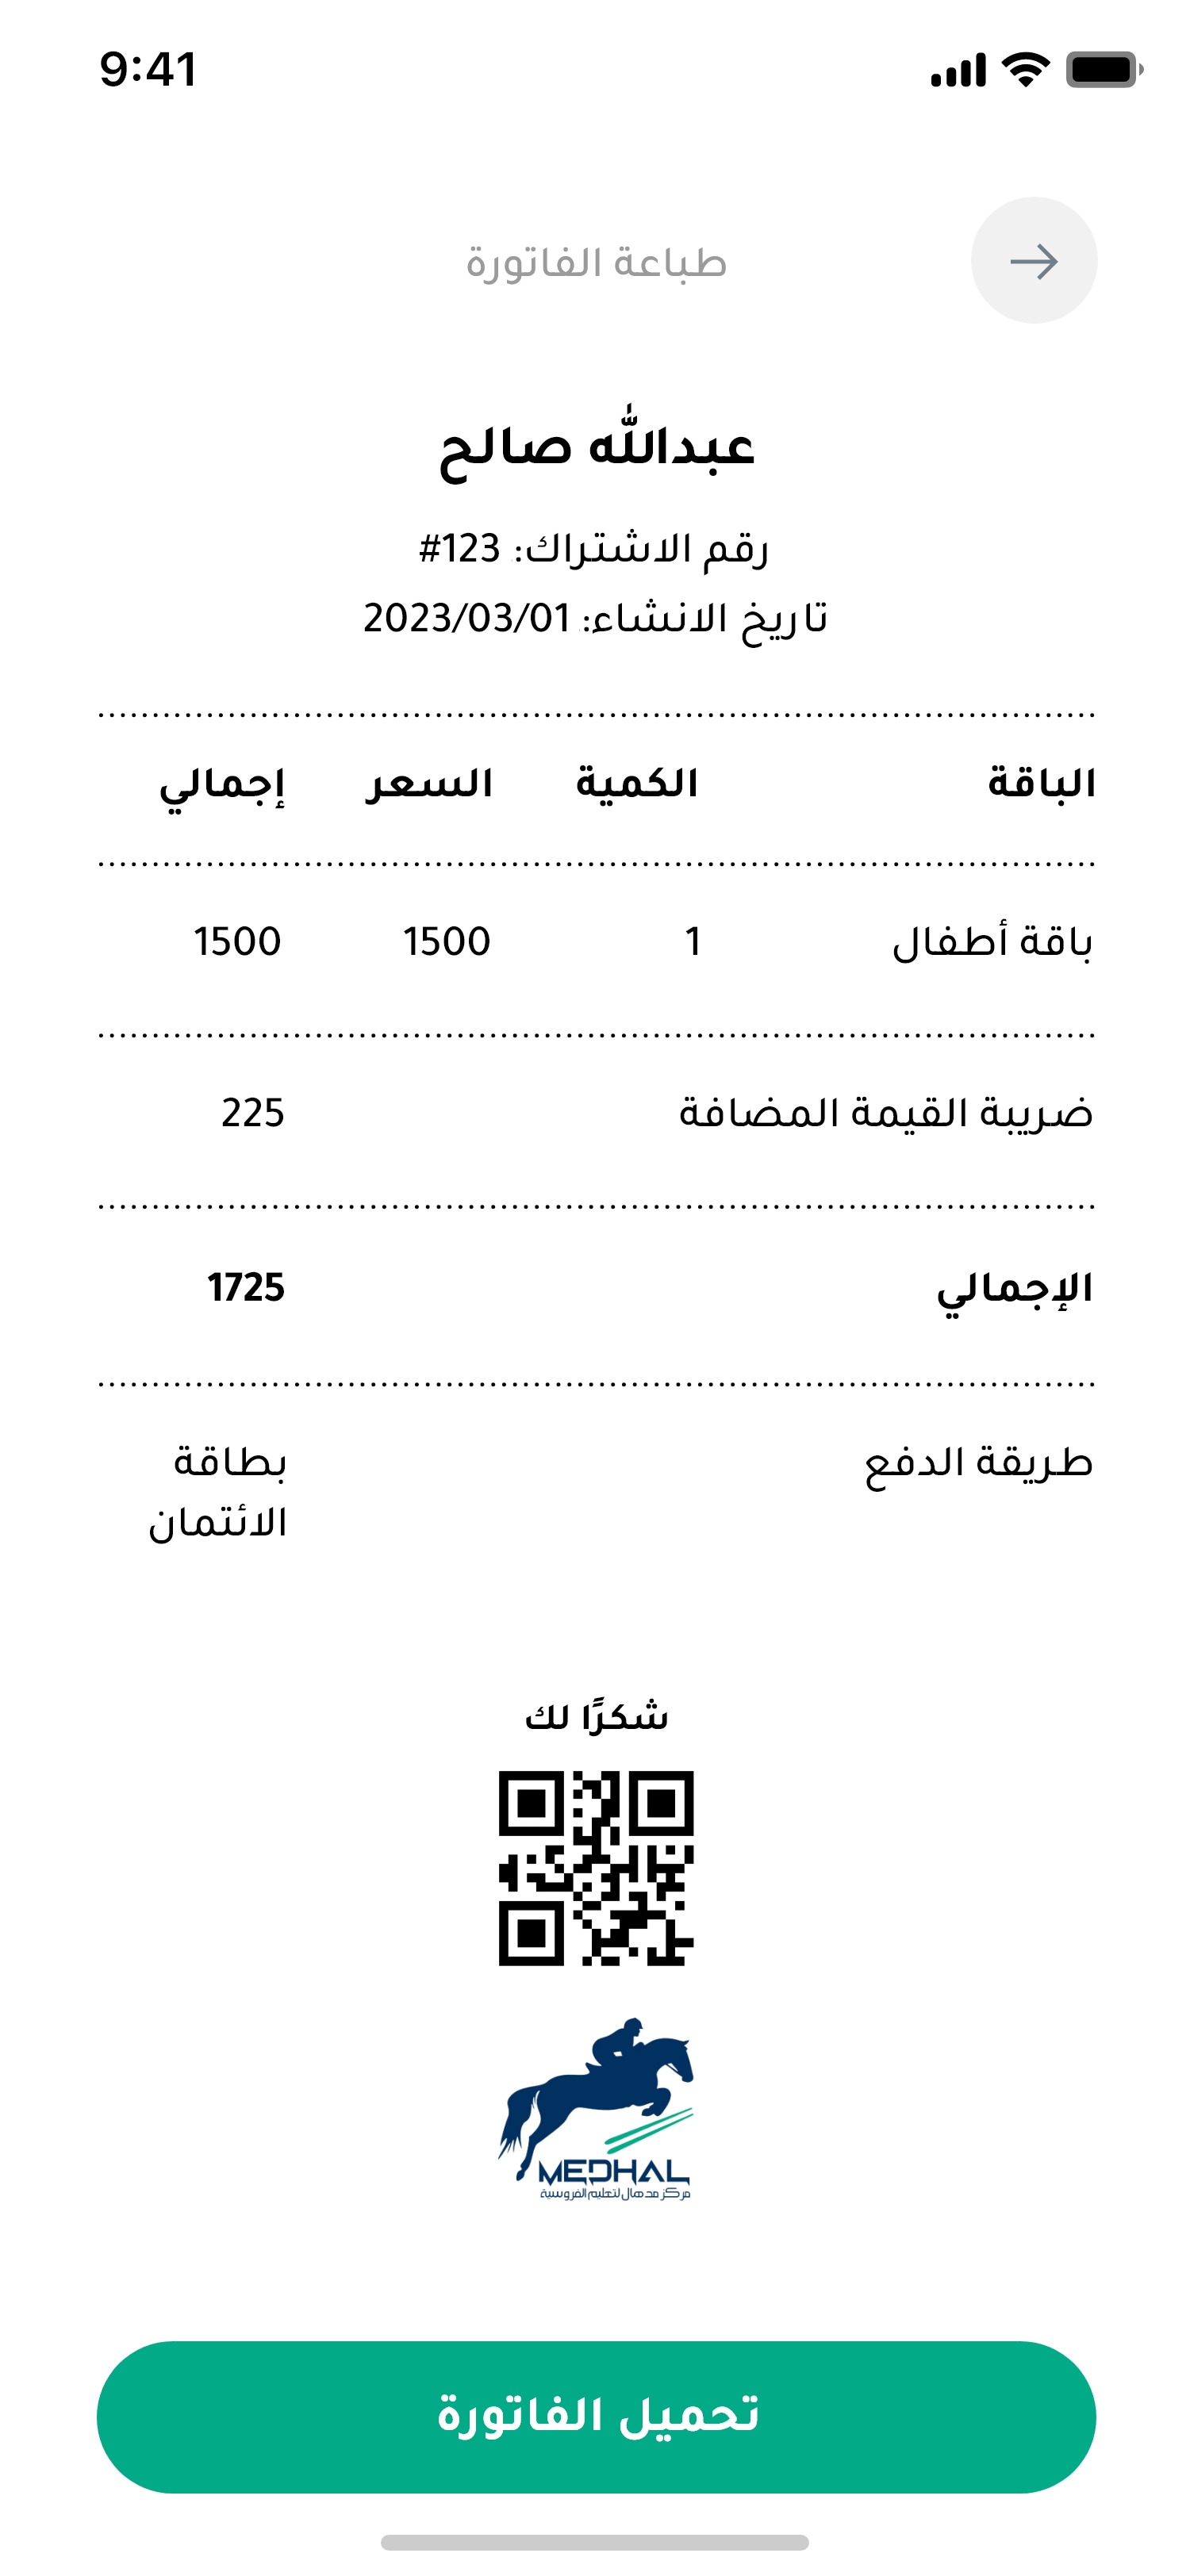 9:41
طباعة الفاتورة
عبدالله صالح
رقم الاشتراك: 123#
تاريخ الانشاء: 2023/03/01
الباقة الكمية السعر إجمالي
باقة أطفال 1 1500 1500
ضريبة القيمة المضافة 225
الإجمالي 1725
طريقة الدفع بطاقة
الائتمان
شكرًا لك
MEDHAL
مركز مدهال لتعليم الفروسية
تحميل الفاتورة